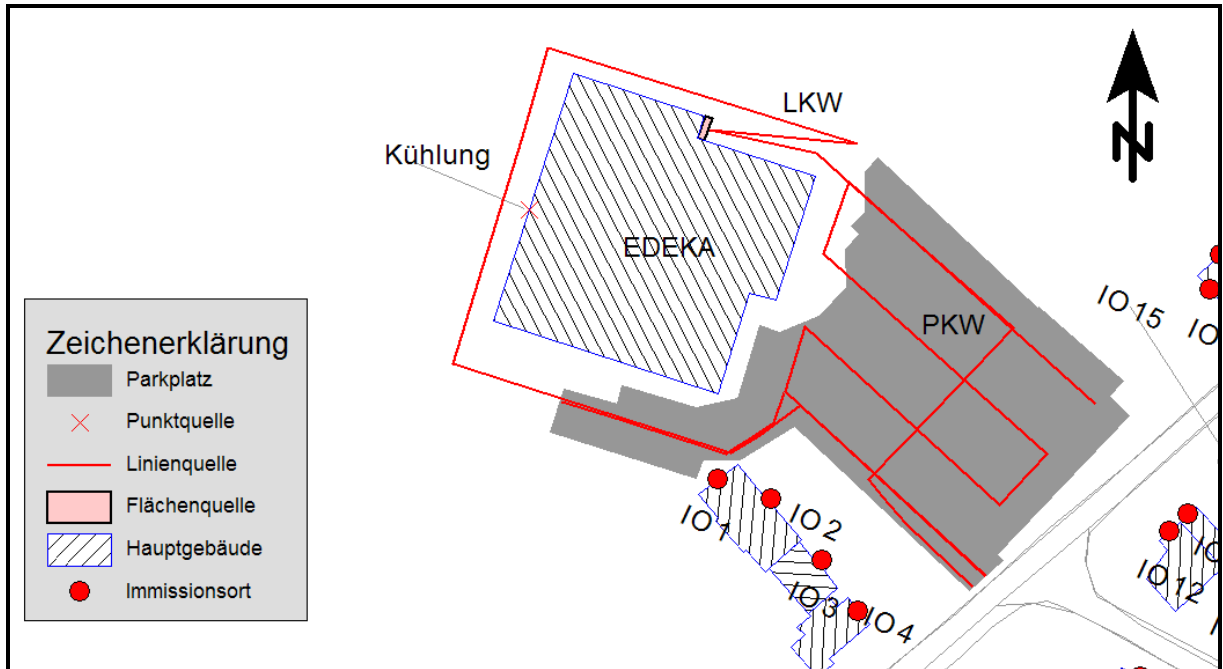 LKW
N
Kühlung
EDEKA
PKW
IO 15
IO
Zeichenerklärung
Parkplatz
Punktquelle
Linienquelle
Flächenquelle
Hauptgebäude
Immissionsort
IO 1
IO 2
IO 3
IO 4
IO 12